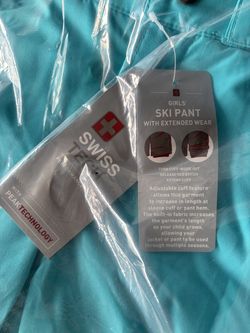 GIRLS'
SKI PANT
WITH EXTENDED WEAR
Adjustable cuff feature
allows this garment
to increase in length at
sleeve cuff or pant hem.
The built-in fabric increases
the garment's length
as your child grows,
allowing your
jacket or pant to be used
through multiple seasons.
SWISS
TECH
WITH
PEAK TECHNOLOGY